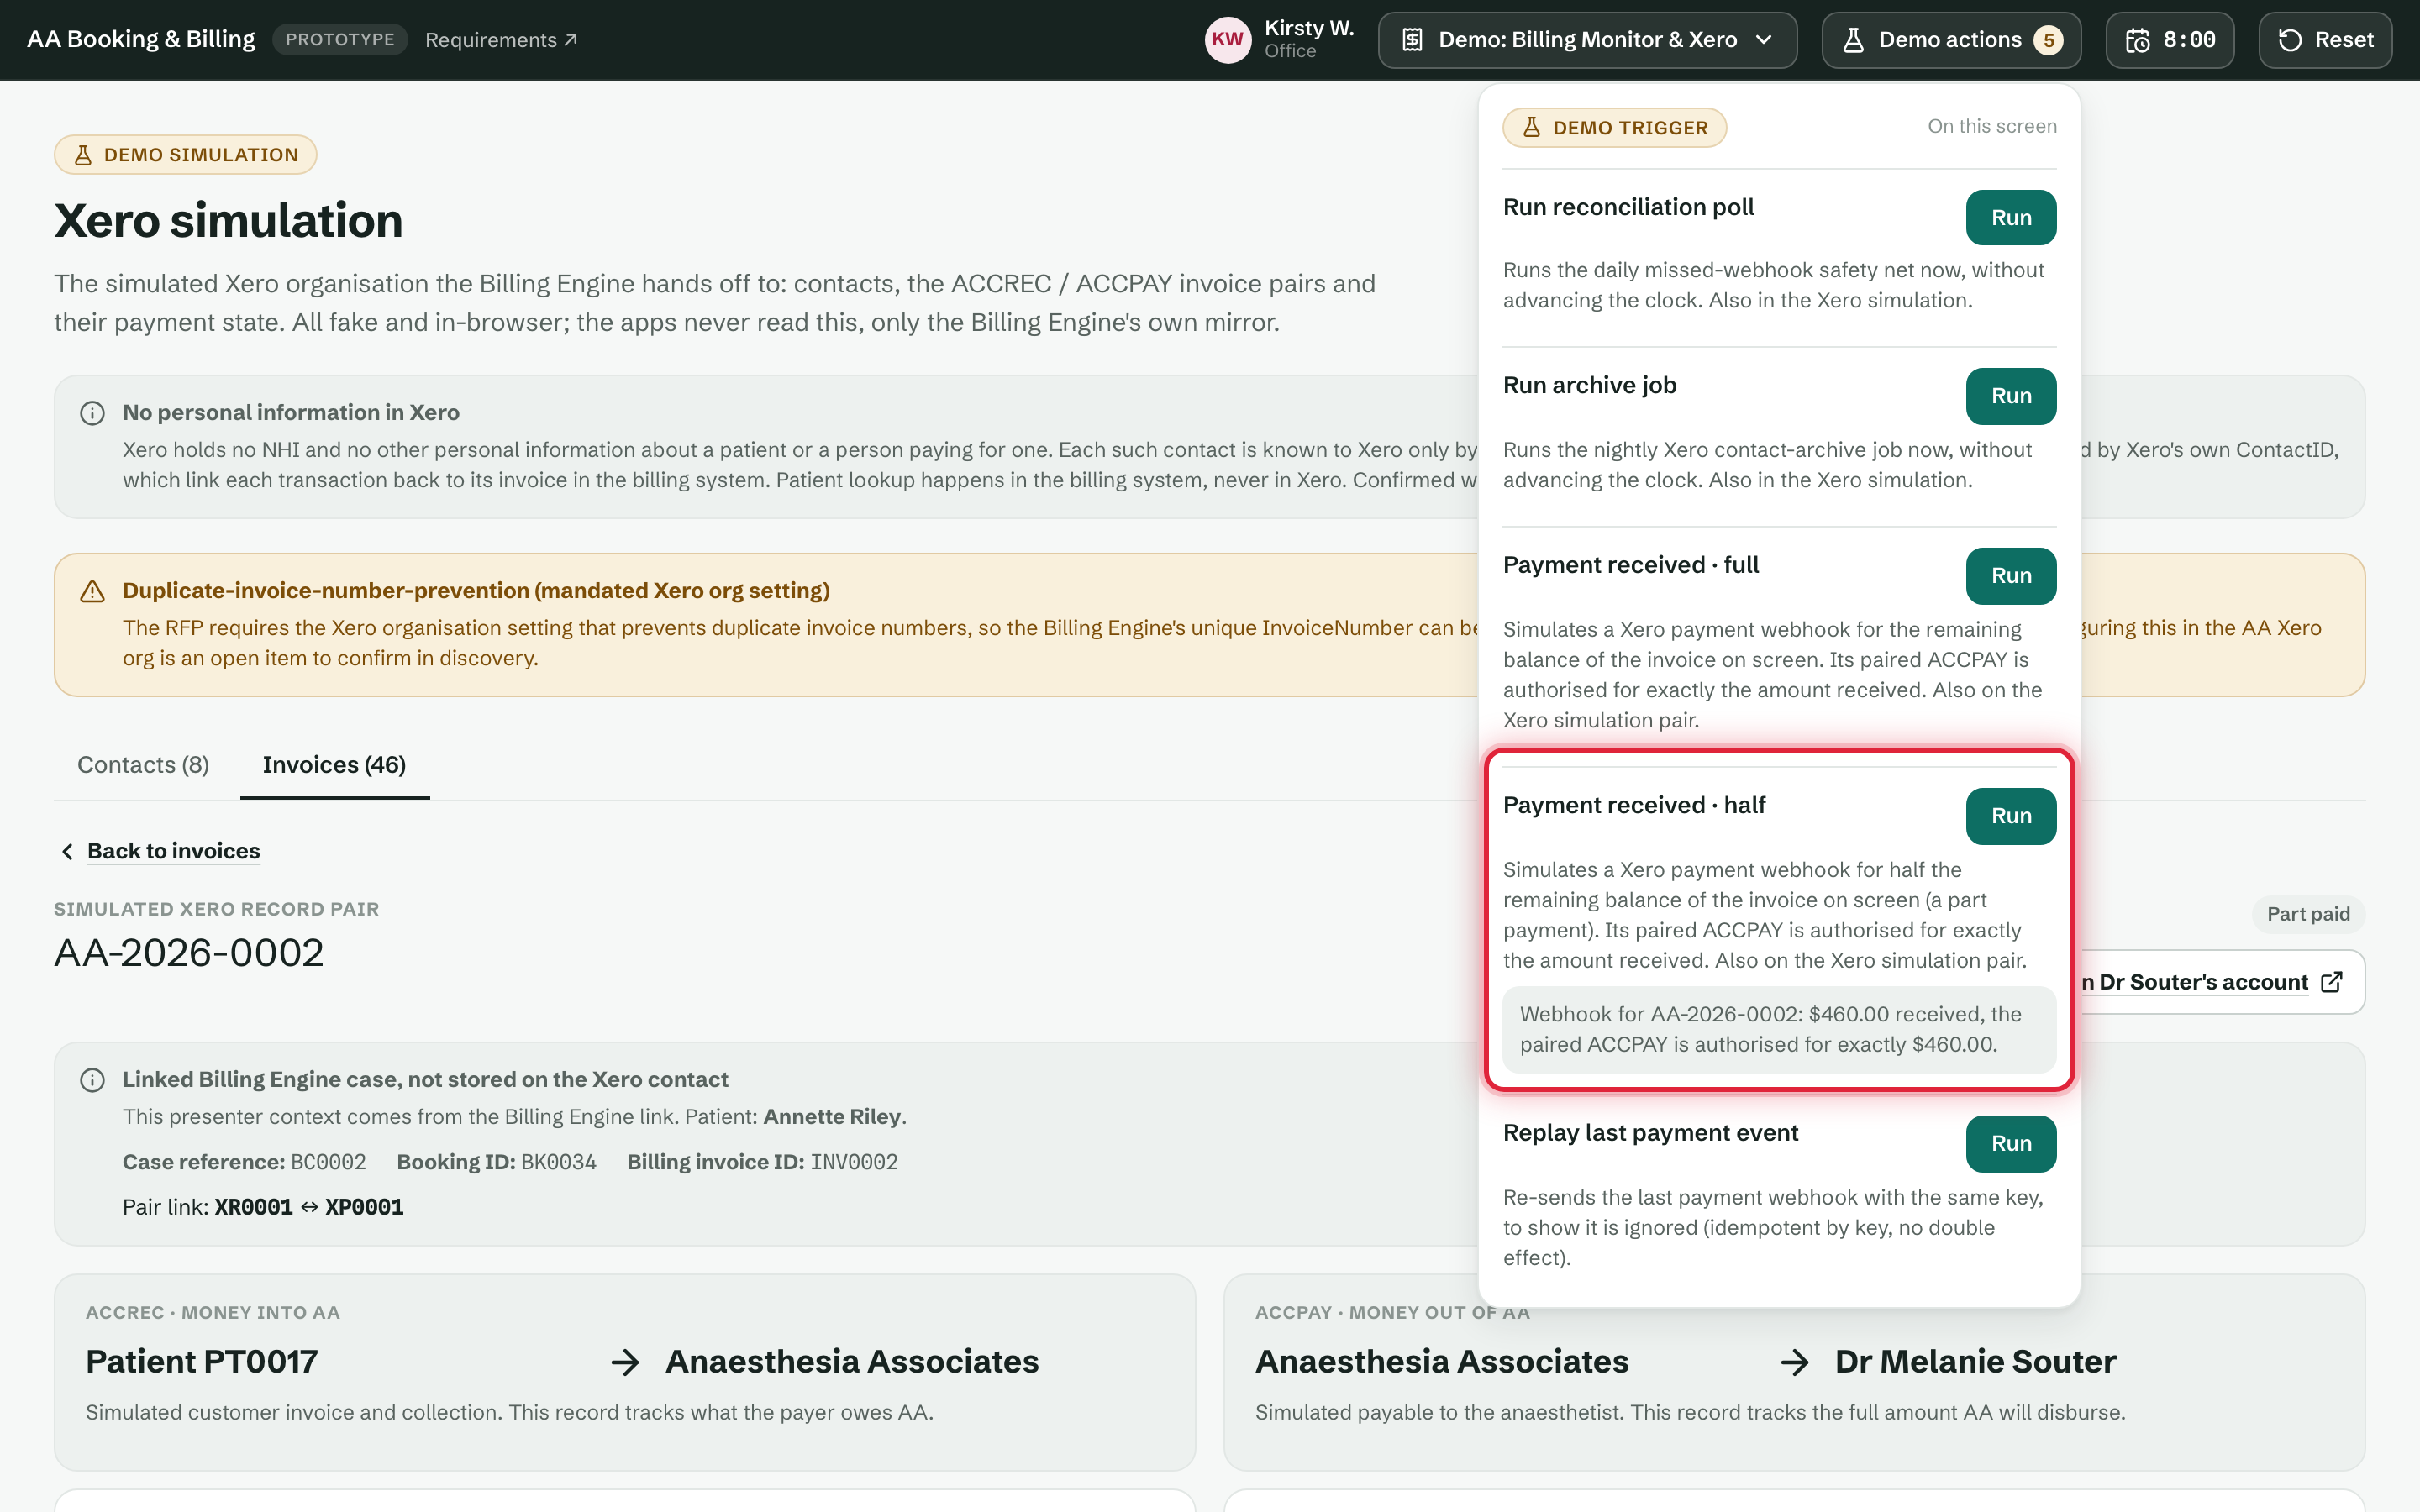 AA Booking & Billing
PROTOTYPE
Requirements ↗
KW
Kirsty W.
Office
Demo: Billing Monitor & Xero
Demo actions 5
8:00
Reset
DEMO SIMULATION
Xero simulation
The simulated Xero organisation the Billing Engine hands off to: contacts, the ACCREC / ACCPAY invoice pairs and
their payment state. All fake and in-browser; the apps never read this, only the Billing Engine's own mirror.
No personal information in Xero
Xero holds no NHI and no other personal information about a patient or a person paying for one. Each such contact is known to Xero only by
d by Xero's own ContactID,
which link each transaction back to its invoice in the billing system. Patient lookup happens in the billing system, never in Xero. Confirmed w
Duplicate-invoice-number-prevention (mandated Xero org setting)
The RFP requires the Xero organisation setting that prevents duplicate invoice numbers, so the Billing Engine's unique InvoiceNumber can be
guring this in the AA Xero
org is an open item to confirm in discovery.
Contacts (8)
Invoices (46)
Back to invoices
SIMULATED XERO RECORD PAIR
AA-2026-0002
Part paid
n Dr Souter's account
Linked Billing Engine case, not stored on the Xero contact
This presenter context comes from the Billing Engine link. Patient: Annette Riley.
Case reference: BC0002 Booking ID: BK0034 Billing invoice ID: INV0002
Pair link: XR0001 ↔ XP0001
ACCREC · MONEY INTO AA
Patient PT0017 → Anaesthesia Associates
Simulated customer invoice and collection. This record tracks what the payer owes AA.
ACCPAY · MONEY OUT OF AA
Anaesthesia Associates → Dr Melanie Souter
Simulated payable to the anaesthetist. This record tracks the full amount AA will disburse.
DEMO TRIGGER
On this screen
Run reconciliation poll
Run
Runs the daily missed-webhook safety net now, without
advancing the clock. Also in the Xero simulation.
Run archive job
Run
Runs the nightly Xero contact-archive job now, without
advancing the clock. Also in the Xero simulation.
Payment received · full
Run
Simulates a Xero payment webhook for the remaining
balance of the invoice on screen. Its paired ACCPAY is
authorised for exactly the amount received. Also on the
Xero simulation pair.
Payment received · half
Run
Simulates a Xero payment webhook for half the
remaining balance of the invoice on screen (a part
payment). Its paired ACCPAY is authorised for exactly
the amount received. Also on the Xero simulation pair.
Webhook for AA-2026-0002: $460.00 received, the
paired ACCPAY is authorised for exactly $460.00.
Replay last payment event
Run
Re-sends the last payment webhook with the same key,
to show it is ignored (idempotent by key, no double
effect).